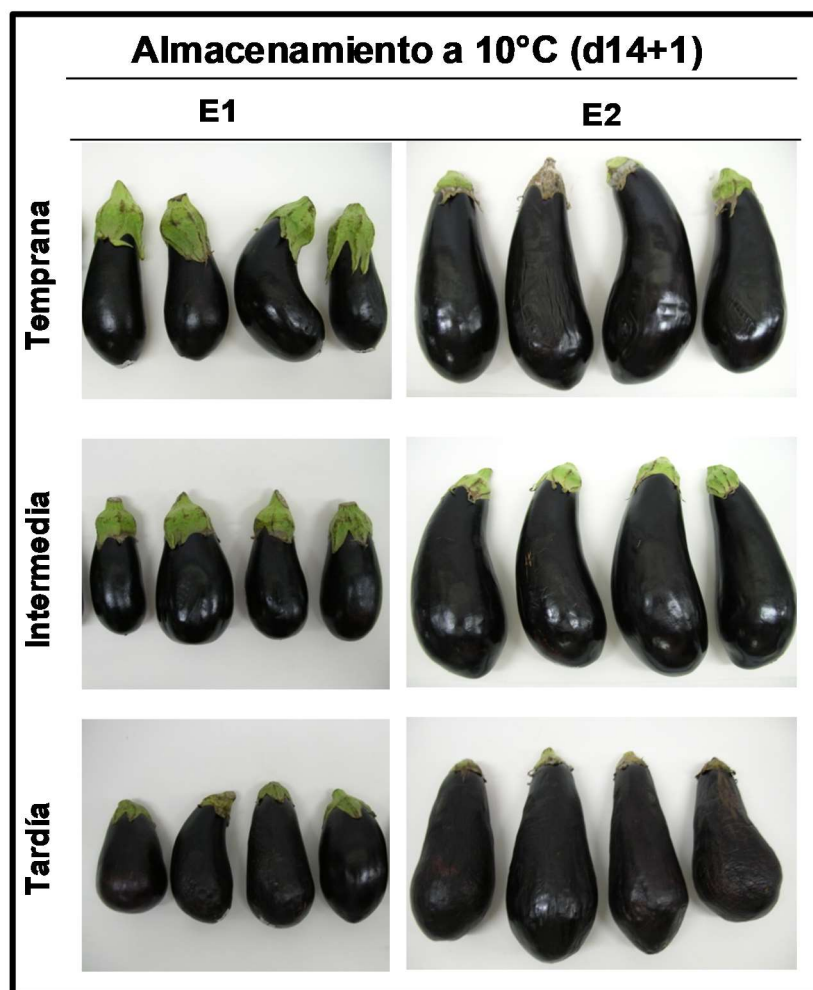 Almacenamiento a 10°C (d14+1)
E1 E2
Temprana
Intermedia
Tardía